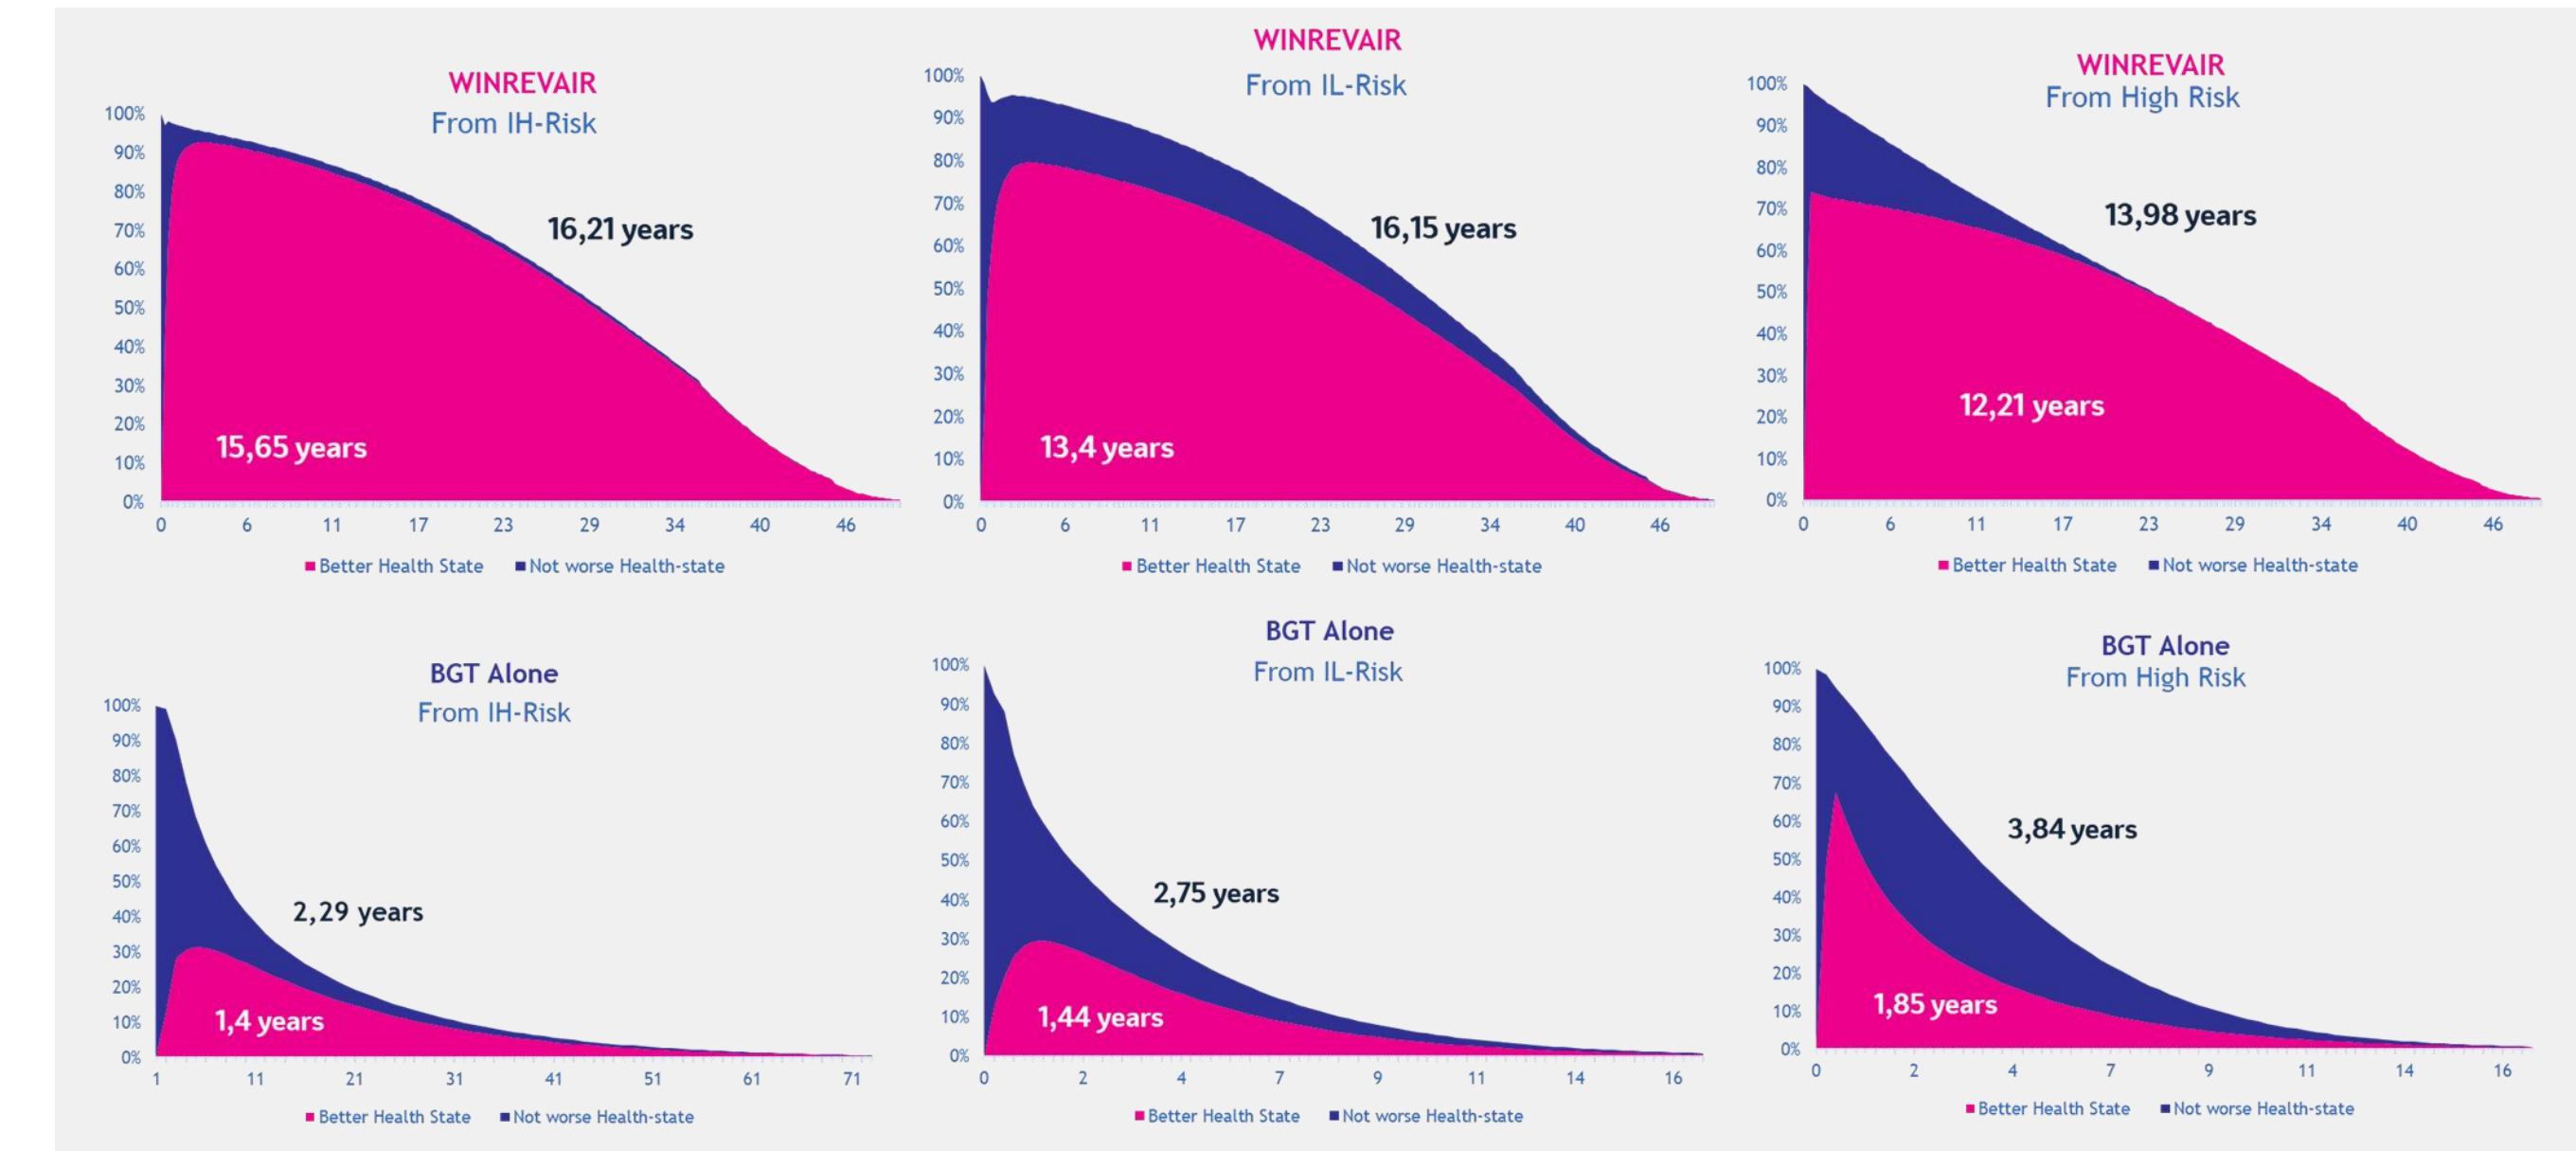 WINREVAIR
From IH-Risk
100%
90%
80%
70%
60%
50%
40%
30%
20%
10%
0%
16,21 years
15,65 years
0 6 11 17 23 29 34 40 46
Better Health State Not worse Health-state
WINREVAIR
From IL-Risk
100%
90%
80%
70%
60%
50%
40%
30%
20%
10%
0%
16,15 years
13,4 years
0 6 11 17 23 29 34 40 46
Better Health State Not worse Health-state
WINREVAIR
From High Risk
100%
90%
80%
70%
60%
50%
40%
30%
20%
10%
0%
13,98 years
12,21 years
0 6 11 17 23 29 34 40 46
Better Health State Not worse Health-state
BGT Alone
From IH-Risk
100%
90%
80%
70%
60%
50%
40%
30%
20%
10%
0%
2,29 years
1,4 years
1 11 21 31 41 51 61 71
Better Health State Not worse Health-state
BGT Alone
From IL-Risk
100%
90%
80%
70%
60%
50%
40%
30%
20%
10%
0%
2,75 years
1,44 years
0 2 4 7 9 11 14 16
Better Health State Not worse Health-state
BGT Alone
From High Risk
100%
90%
80%
70%
60%
50%
40%
30%
20%
10%
0%
3,84 years
1,85 years
0 2 4 7 9 11 14 16
Better Health State Not worse Health-state